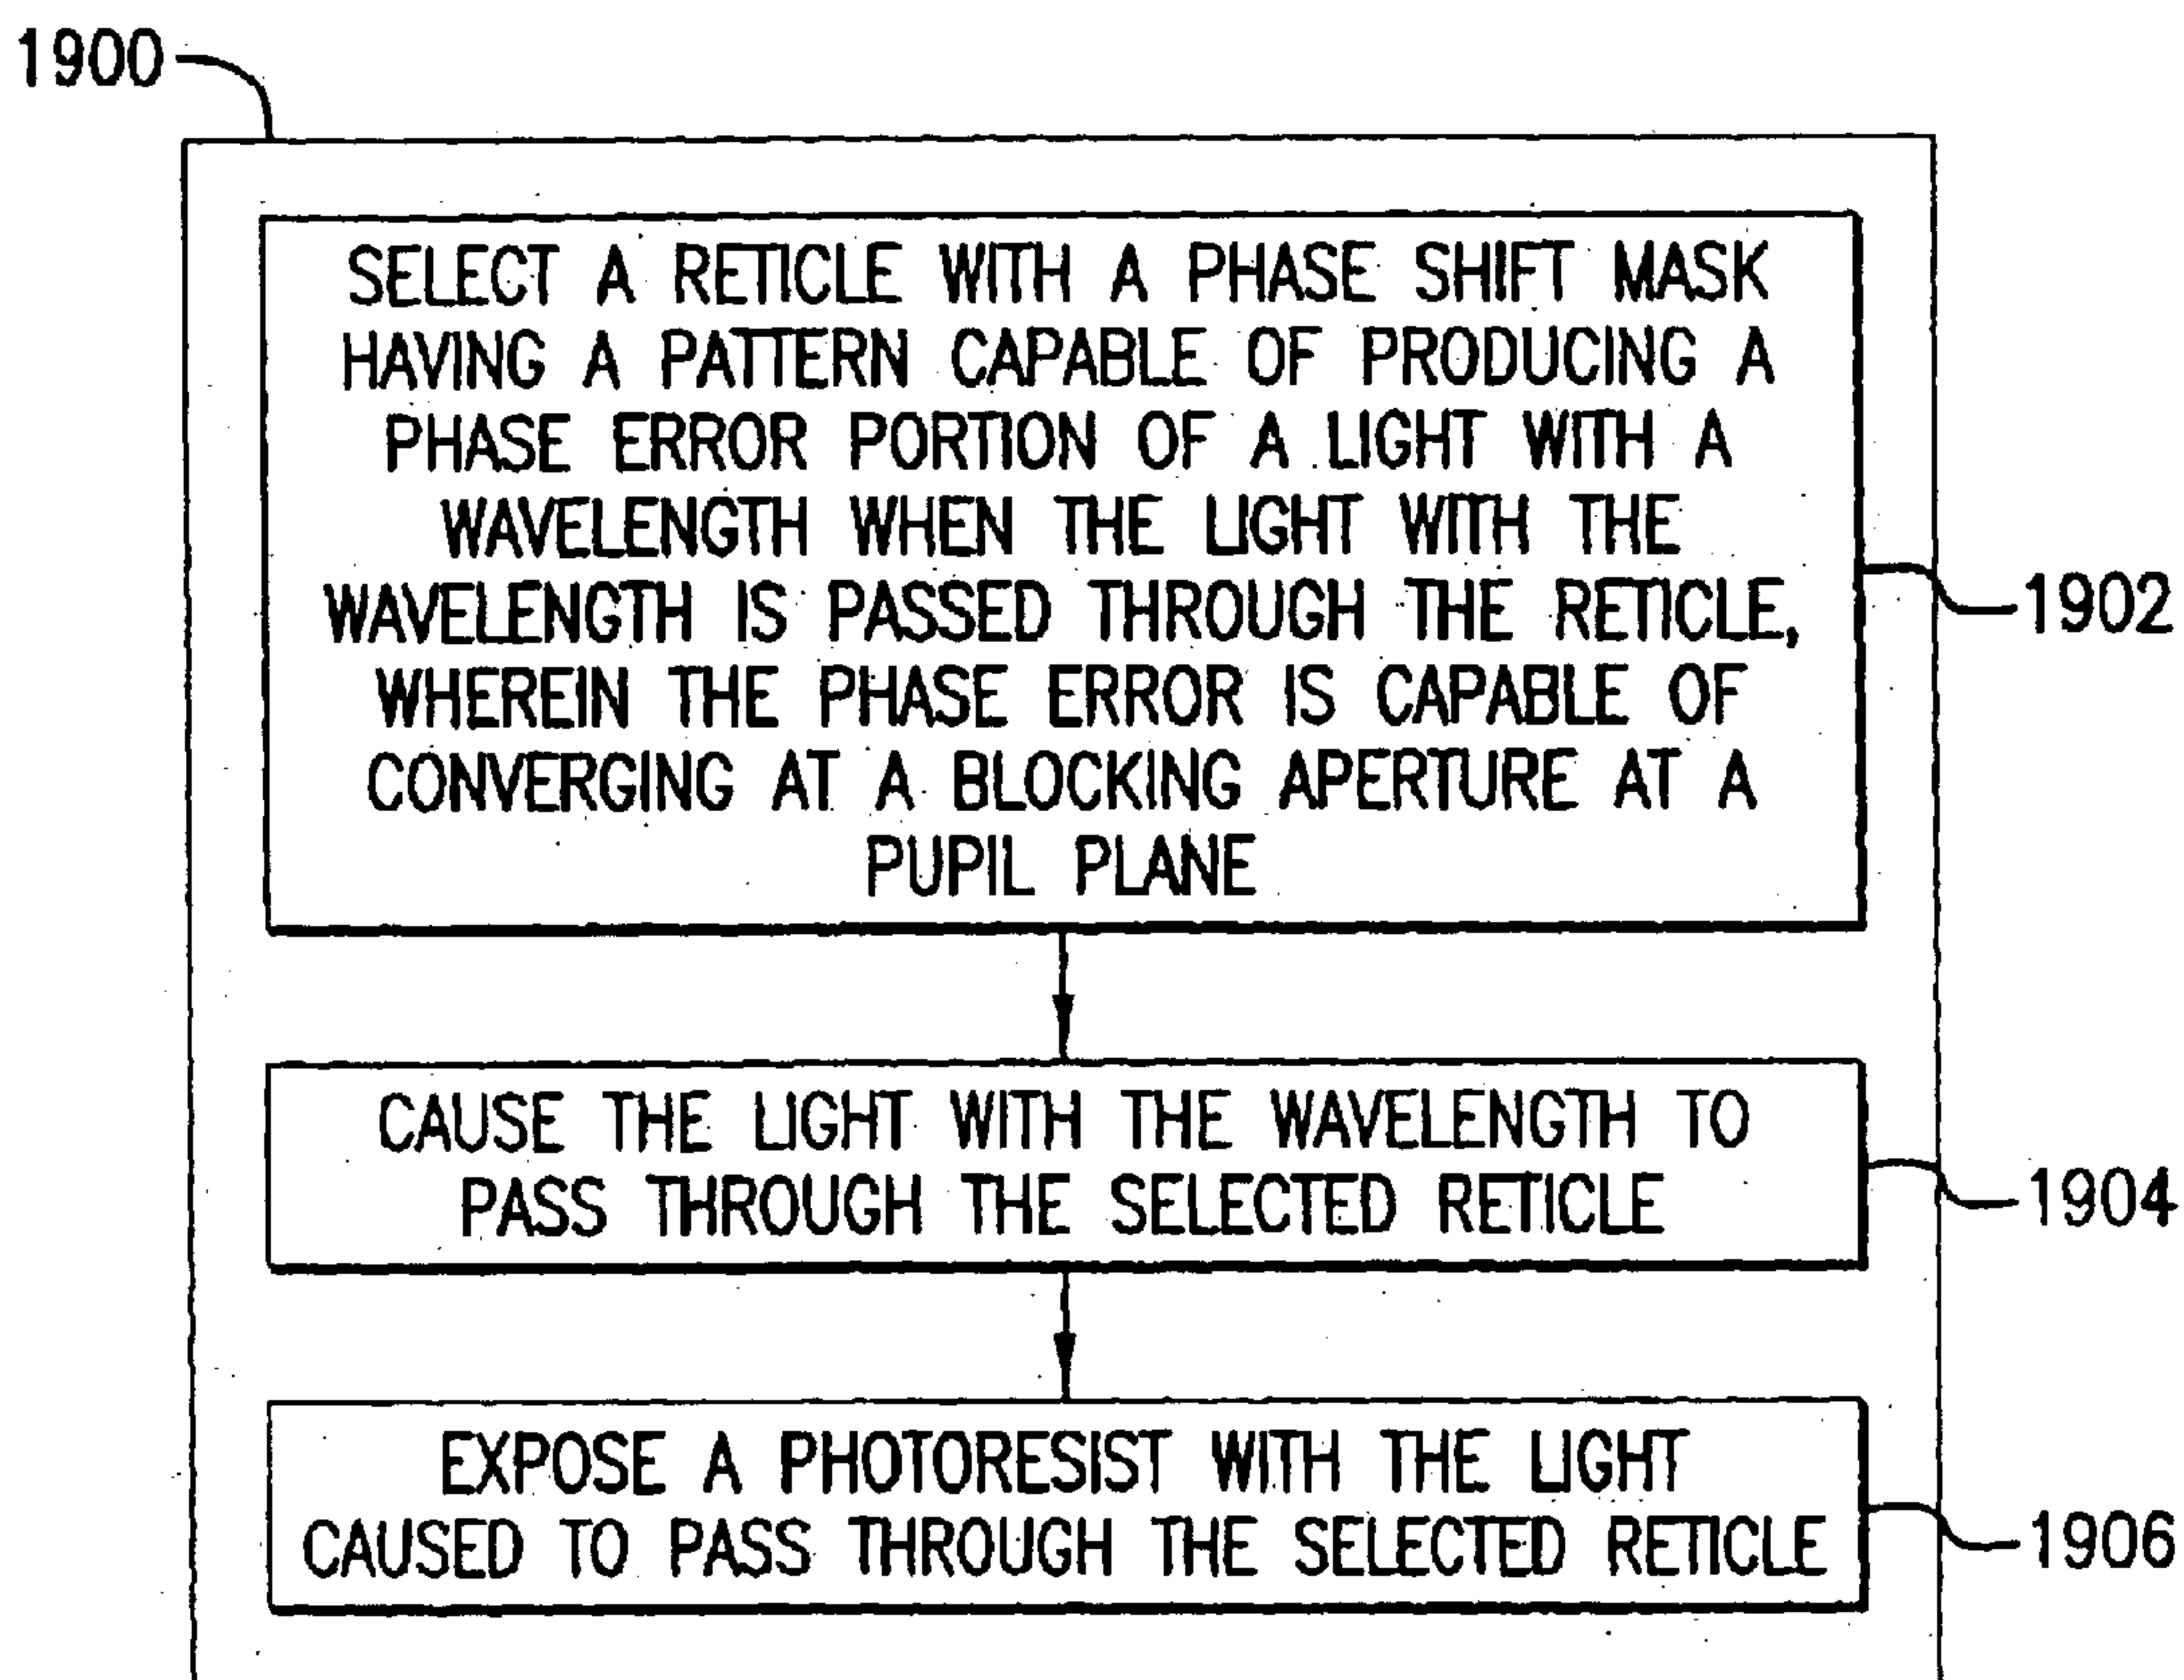 1900
SELECT A RETICLE WITH A PHASE SHIFT MASK
HAVING A PATTERN CAPABLE OF PRODUCING A
PHASE ERROR PORTION OF A LIGHT WITH A
WAVELENGTH WHEN THE LIGHT WITH THE
WAVELENGTH IS PASSED THROUGH THE RETICLE,
WHEREIN THE PHASE ERROR IS CAPABLE OF
CONVERGING AT A BLOCKING APERTURE AT A
PUPIL PLANE
1902
CAUSE THE LIGHT WITH THE WAVELENGTH TO
PASS THROUGH THE SELECTED RETICLE
1904
EXPOSE A PHOTORESIST WITH THE LIGHT
CAUSED TO PASS THROUGH THE SELECTED RETICLE
1906